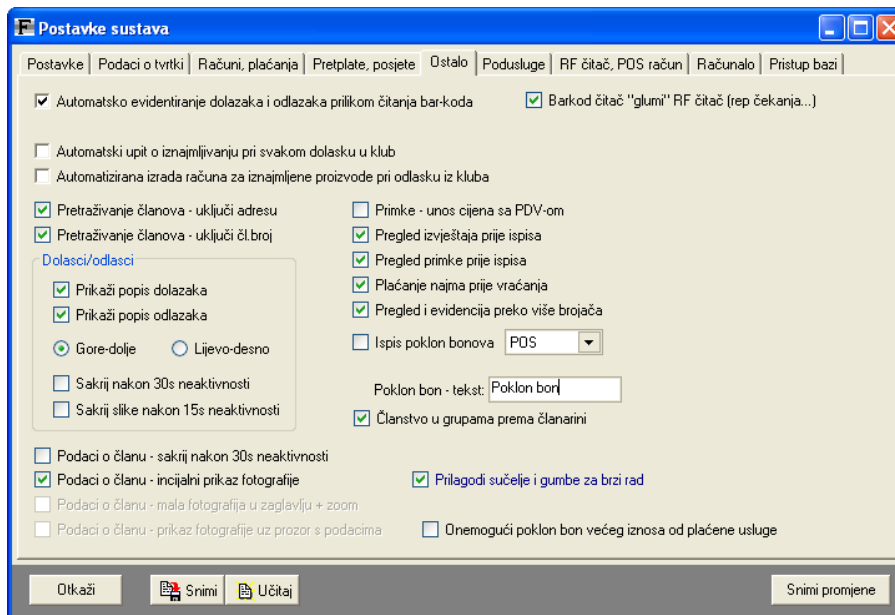 Postavke sustava
Postavke Podaci o tvrtki Računi, plaćanja Pretplate, posjete Ostalo Podusluge RF čitač, POS račun Računalo Pristup bazi
Automatsko evidentiranje dolazaka i odlazaka prilikom čitanja bar-koda
Barkod čitač "glumi" RF čitač (rep čekanja...)
Automatski upit o iznajmljivanju pri svakom dolasku u klub
Automatizirana izrada računa za iznajmljene proizvode pri odlasku iz kluba
Pretraživanje članova - uključi adresu
Pretraživanje članova - uključi čl.broj
Dolasci/odlasci
Prikaži popis dolazaka
Prikaži popis odlazaka
Gore-dolje Lijevo-desno
Sakrij nakon 30s neaktivnosti
Sakrij slike nakon 15s neaktivnosti
Primke - unos cijena sa PDV-om
Pregled izvještaja prije ispisa
Pregled primke prije ispisa
Plaćanje najma prije vraćanja
Pregled i evidencija preko više brojača
Ispis poklon bonova POS
Poklon bon - tekst: Poklon bon
Članstvo u grupama prema članarini
Podaci o članu - sakrij nakon 30s neaktivnosti
Podaci o članu - incijalni prikaz fotografije
Prilagodi sučelje i gumbe za brzi rad
Podaci o članu - mala fotografija u zaglavlju + zoom
Podaci o članu - prikaz fotografije uz prozor s podacima
Onemogući poklon bon većeg iznosa od plaćene usluge
Otkaži Snimi Učitaj Snimi promjene